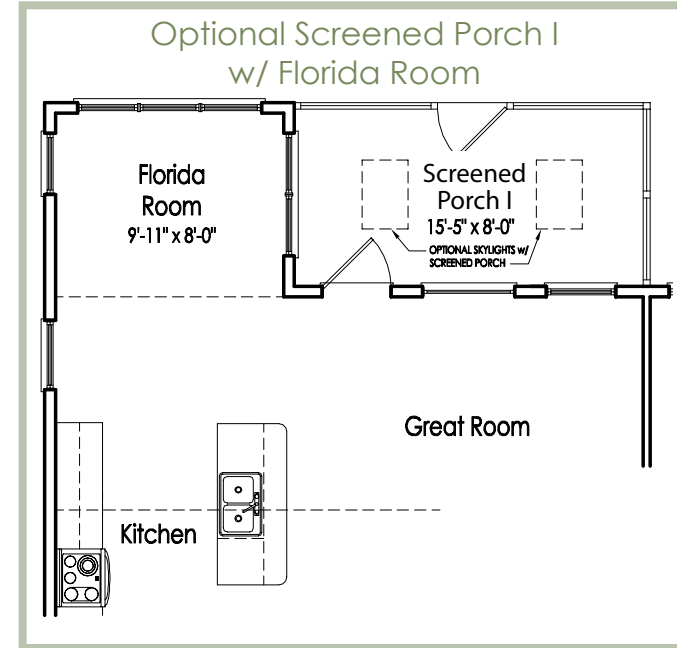 Optional Screened Porch I
w/ Florida Room
Florida
Room
9'-11" x 8'-0"
Screened
Porch I
15'-5" x 8'-0"
OPTIONAL SKYLIGHTS w/
SCREENED PORCH
Great Room
Kitchen